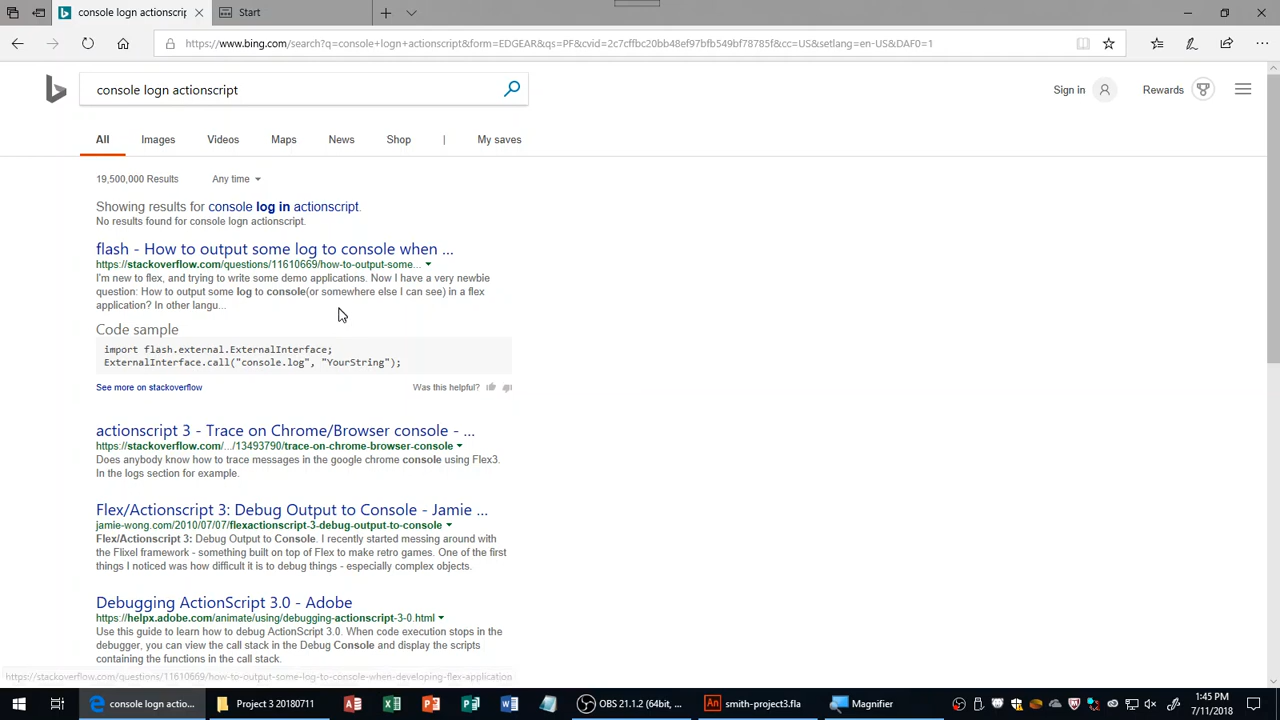 console logn actionscrip
Start
https://www.bing.com/search?q=console+logn+actionscript&form=EDGEAR&qs=PF&cvid=2c7cffbc20bb48ef97bfb549bf78785f&cc=US&setlang=en-US&DAF0=1
console logn actionscript
Sign in
Rewards
All Images Videos Maps News Shop | My saves
19,500,000 Results Any time
Showing results for console log in actionscript.
No results found for console logn actionscript.
flash - How to output some log to console when ...
https://stackoverflow.com/questions/11610669/how-to-output-some...
I'm new to flex, and trying to write some demo applications. Now I have a very newbie
question: How to output some log to console(or somewhere else I can see) in a flex
application? In other langu...
Code sample
import flash.external.ExternalInterface;
ExternalInterface.call("console.log", "YourString");
See more on stackoverflow
Was this helpful?
actionscript 3 - Trace on Chrome/Browser console - ...
https://stackoverflow.com/.../13493790/trace-on-chrome-browser-console
Does anybody know how to trace messages in the google chrome console using Flex3.
In the logs section for example.
Flex/Actionscript 3: Debug Output to Console - Jamie ...
jamie-wong.com/2010/07/07/flexactionscript-3-debug-output-to-console
Flex/Actionscript 3: Debug Output to Console. I recently started messing around with
the Flixel framework - something built on top of Flex to make retro games. One of the first
things I noticed was how difficult it is to debug things - especially complex objects.
Debugging ActionScript 3.0 - Adobe
https://helpx.adobe.com/animate/using/debugging-actionscript-3-0.html
Use this guide to learn how to debug ActionScript 3.0. When code execution stops in the
debugger, you can view the call stack in the Debug Console and display the scripts
containing the functions in the call stack.
https://stackoverflow.com/questions/11610669/how-to-output-some-log-to-console-when-developing-flex-application
console logn actio...
Project 3 20180711
OBS 21.1.2 (64bit, ...
smith-project3.fla
Magnifier
1:45 PM
7/11/2018